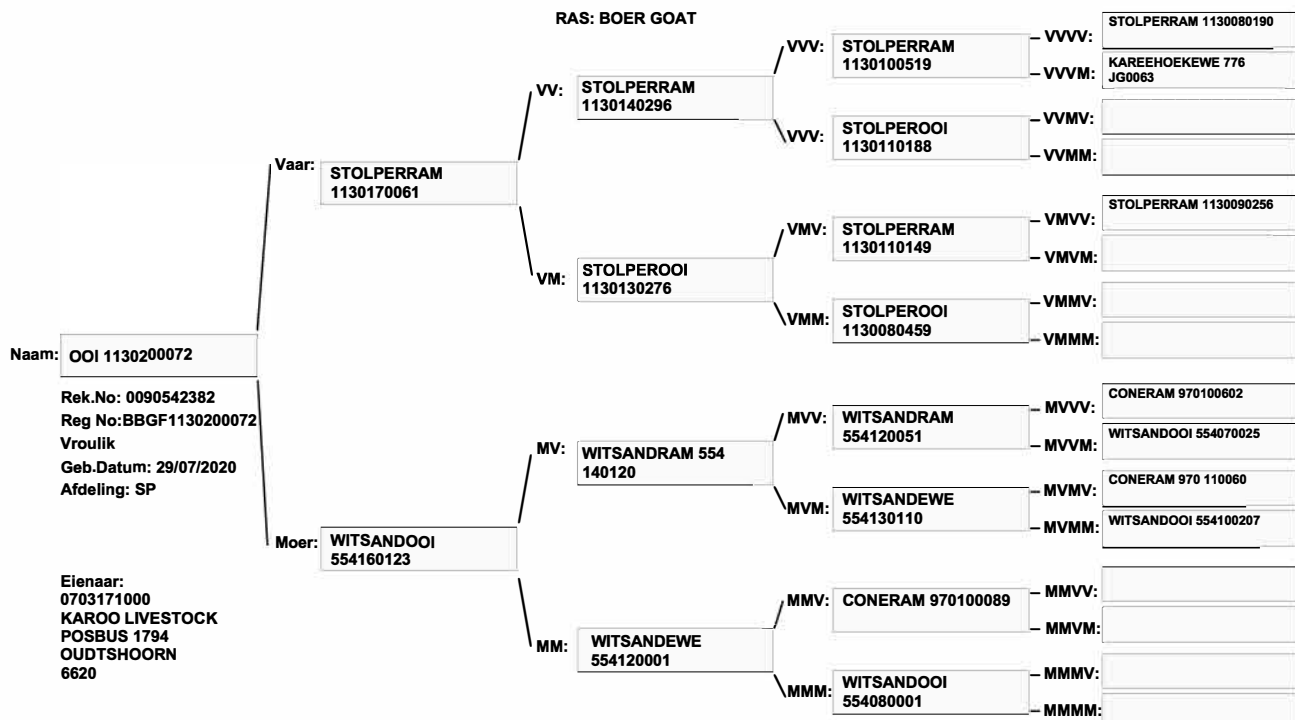 RAS: BOER GOAT
Naam: OOI 1130200072
Rek.No: 0090542382
Reg No:BBGF1130200072
Vroulik
Geb.Datum: 29/07/2020
Afdeling: SP
Eienaar:
0703171000
KAROO LIVESTOCK
POSBUS 1794
OUDTSHOORN
6620
Vaar: STOLPERRAM
1130170061
Moer: WITSANDOOI
554160123
VV: STOLPERRAM
1130140296
VM: STOLPEROOI
1130130276
MV: WITSANDRAM 554
140120
MM: WITSANDEWE
554120001
VVV: STOLPERRAM
1130100519
VVV: STOLPEROOI
1130110188
VMV: STOLPERRAM
1130110149
VMM: STOLPEROOI
1130080459
MVV: WITSANDRAM
554120051
MVM: WITSANDEWE
554130110
MMV: CONERAM 970100089
MMM: WITSANDOOI
554080001
VVVV: STOLPERRAM 1130080190
VVVM: KAREEHOEKEWE 776
JG0063
VVMV:
VVMM:
VMVV: STOLPERRAM 1130090256
VMVM:
VMMV:
VMMM:
MVVV: CONERAM 970100602
MVVM: WITSANDOOI 554070025
MVMV: CONERAM 970 110060
MVMM: WITSANDOOI 554100207
MMVV:
MMVM:
MMMV:
MMMM: